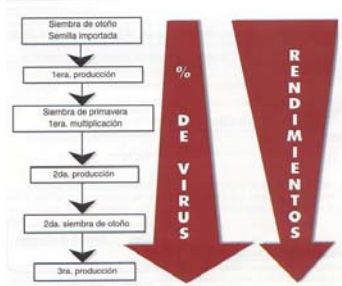 Siembra de otoño
Semilla importada
1era. producción
Siembra de primavera
1era. multiplicación
2da. producción
2da. siembra de otoño
3ra. producción
% DE VIRUS
RENDIMIENTOS